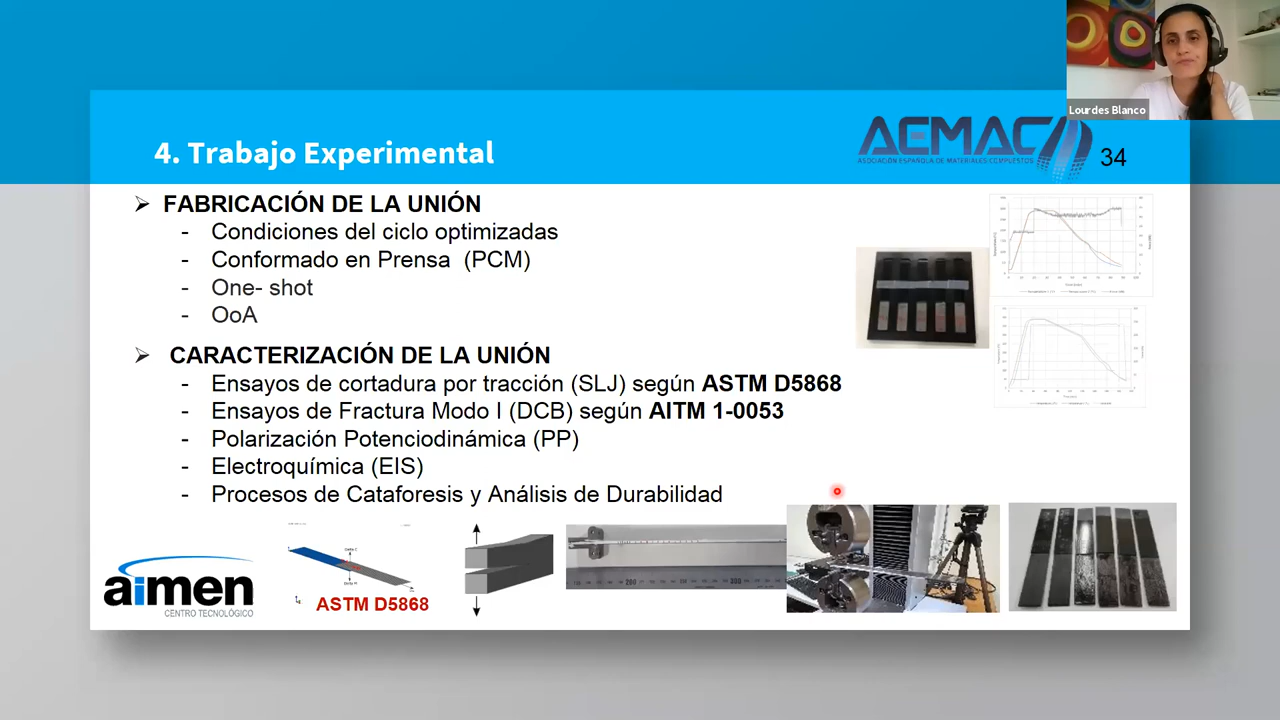 Lourdes Blanco
4. Trabajo Experimental
AEMAC
ASOCIACIÓN ESPAÑOLA DE MATERIALES COMPUESTOS
34
➢ FABRICACIÓN DE LA UNIÓN
- Condiciones del ciclo optimizadas
- Conformado en Prensa (PCM)
- One- shot
- OoA
➢ CARACTERIZACIÓN DE LA UNIÓN
- Ensayos de cortadura por tracción (SLJ) según ASTM D5868
- Ensayos de Fractura Modo I (DCB) según AITM 1-0053
- Polarización Potenciodinámica (PP)
- Electroquímica (EIS)
- Procesos de Cataforesis y Análisis de Durabilidad
aimen
CENTRO TECNOLÓGICO
ASTM D5868
200
300